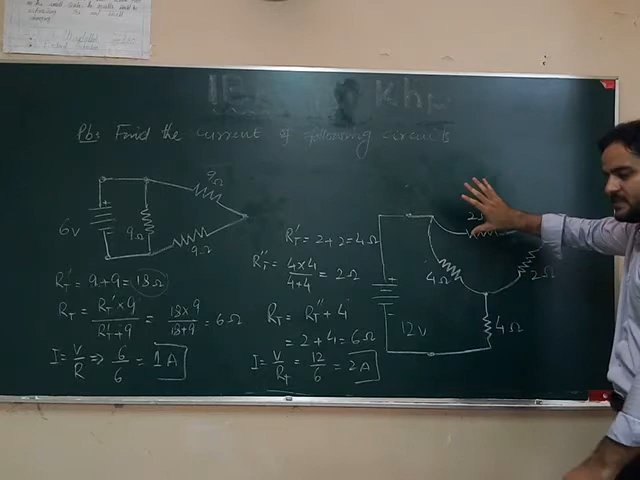 Pb: Find the current of following circuits
9Ω
6V
9Ω
9Ω
R'T = 9+9 = 18Ω
RT = R'T×9 / R'T+9 = 18×9 / 18+9 = 6Ω
I = V/R => 6/6 = 1A
R'T = 2+2 = 4Ω
R''T = 4×4 / 4+4 = 2Ω
RT = R''T + 4
= 2+4 = 6Ω
I = V/RT = 12/6 = 2A
4Ω
2Ω
12V
4Ω